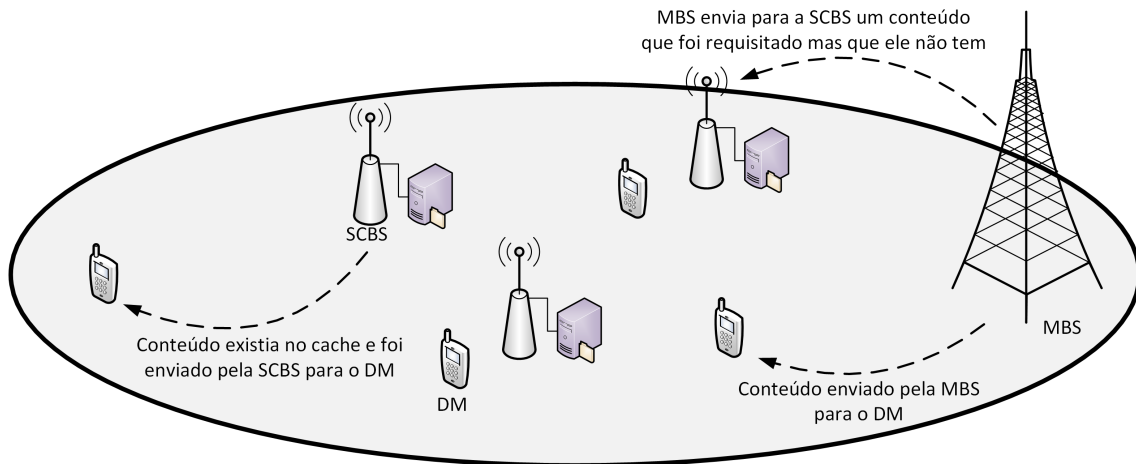 MBS envia para a SCBS um conteúdo
que foi requisitado mas que ele não tem
SCBS
Conteúdo existia no cache e foi
enviado pela SCBS para o DM
DM
MBS
Conteúdo enviado pela MBS
para o DM